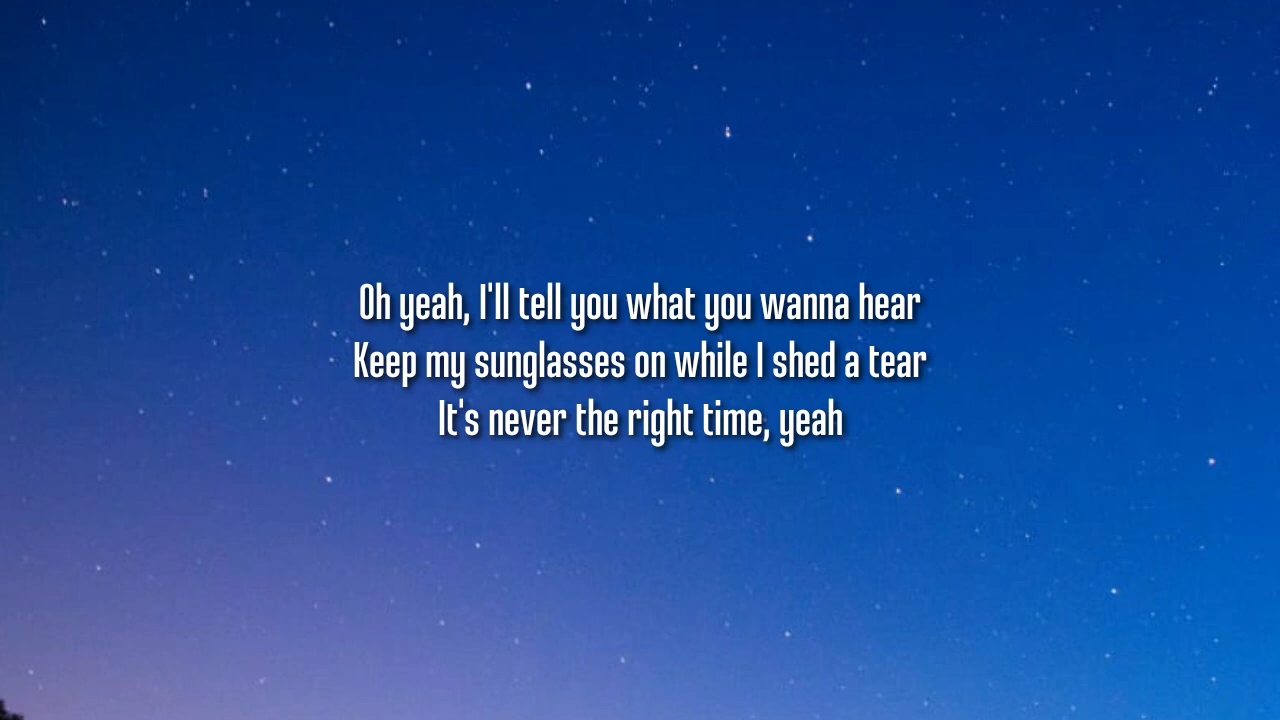 Oh yeah, I'll tell you what you wanna hear
Keep my sunglasses on while I shed a tear
It's never the right time, yeah